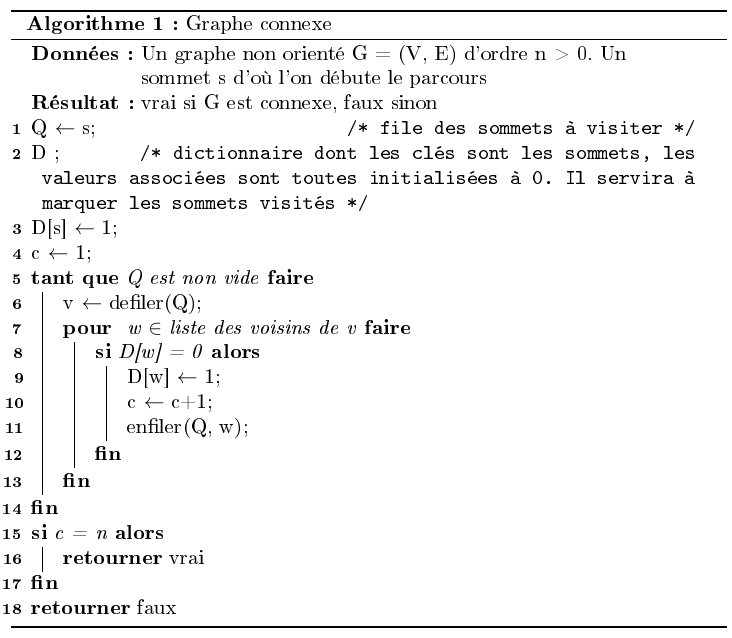 Algorithme 1 : Graphe connexe
Données : Un graphe non orienté G = (V, E) d'ordre n > 0. Un
sommet s d'où l'on débute le parcours
Résultat : vrai si G est connexe, faux sinon
1 Q ← s; /* file des sommets à visiter */
2 D ; /* dictionnaire dont les clés sont les sommets, les
valeurs associées sont toutes initialisées à 0. Il servira à
marquer les sommets visités */
3 D[s] ← 1;
4 c ← 1;
5 tant que Q est non vide faire
6 v ← defiler(Q);
7 pour w ∈ liste des voisins de v faire
8 si D[w] = 0 alors
9 D[w] ← 1;
10 c ← c+1;
11 enfiler(Q, w);
12 fin
13 fin
14 fin
15 si c = n alors
16 retourner vrai
17 fin
18 retourner faux